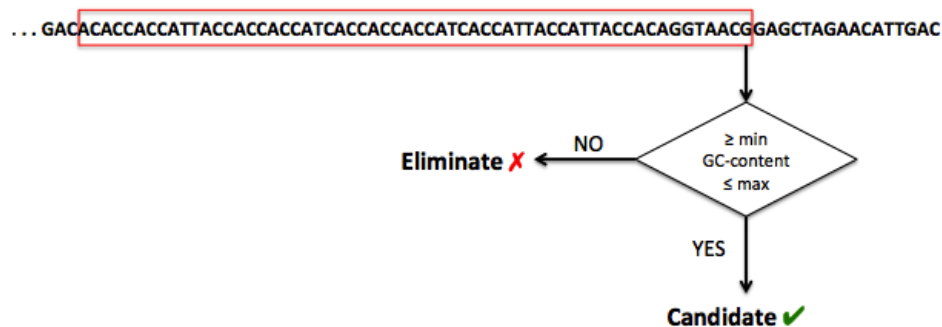 ... GACACACCACCATTACCACCACCATCACCACCACCATCACCATTACCATTACCACAGGTAACGGAGCTAGAACATTGAC
≥ min
NO
GC-content
Eliminate ✗
≤ max
YES
Candidate ✔